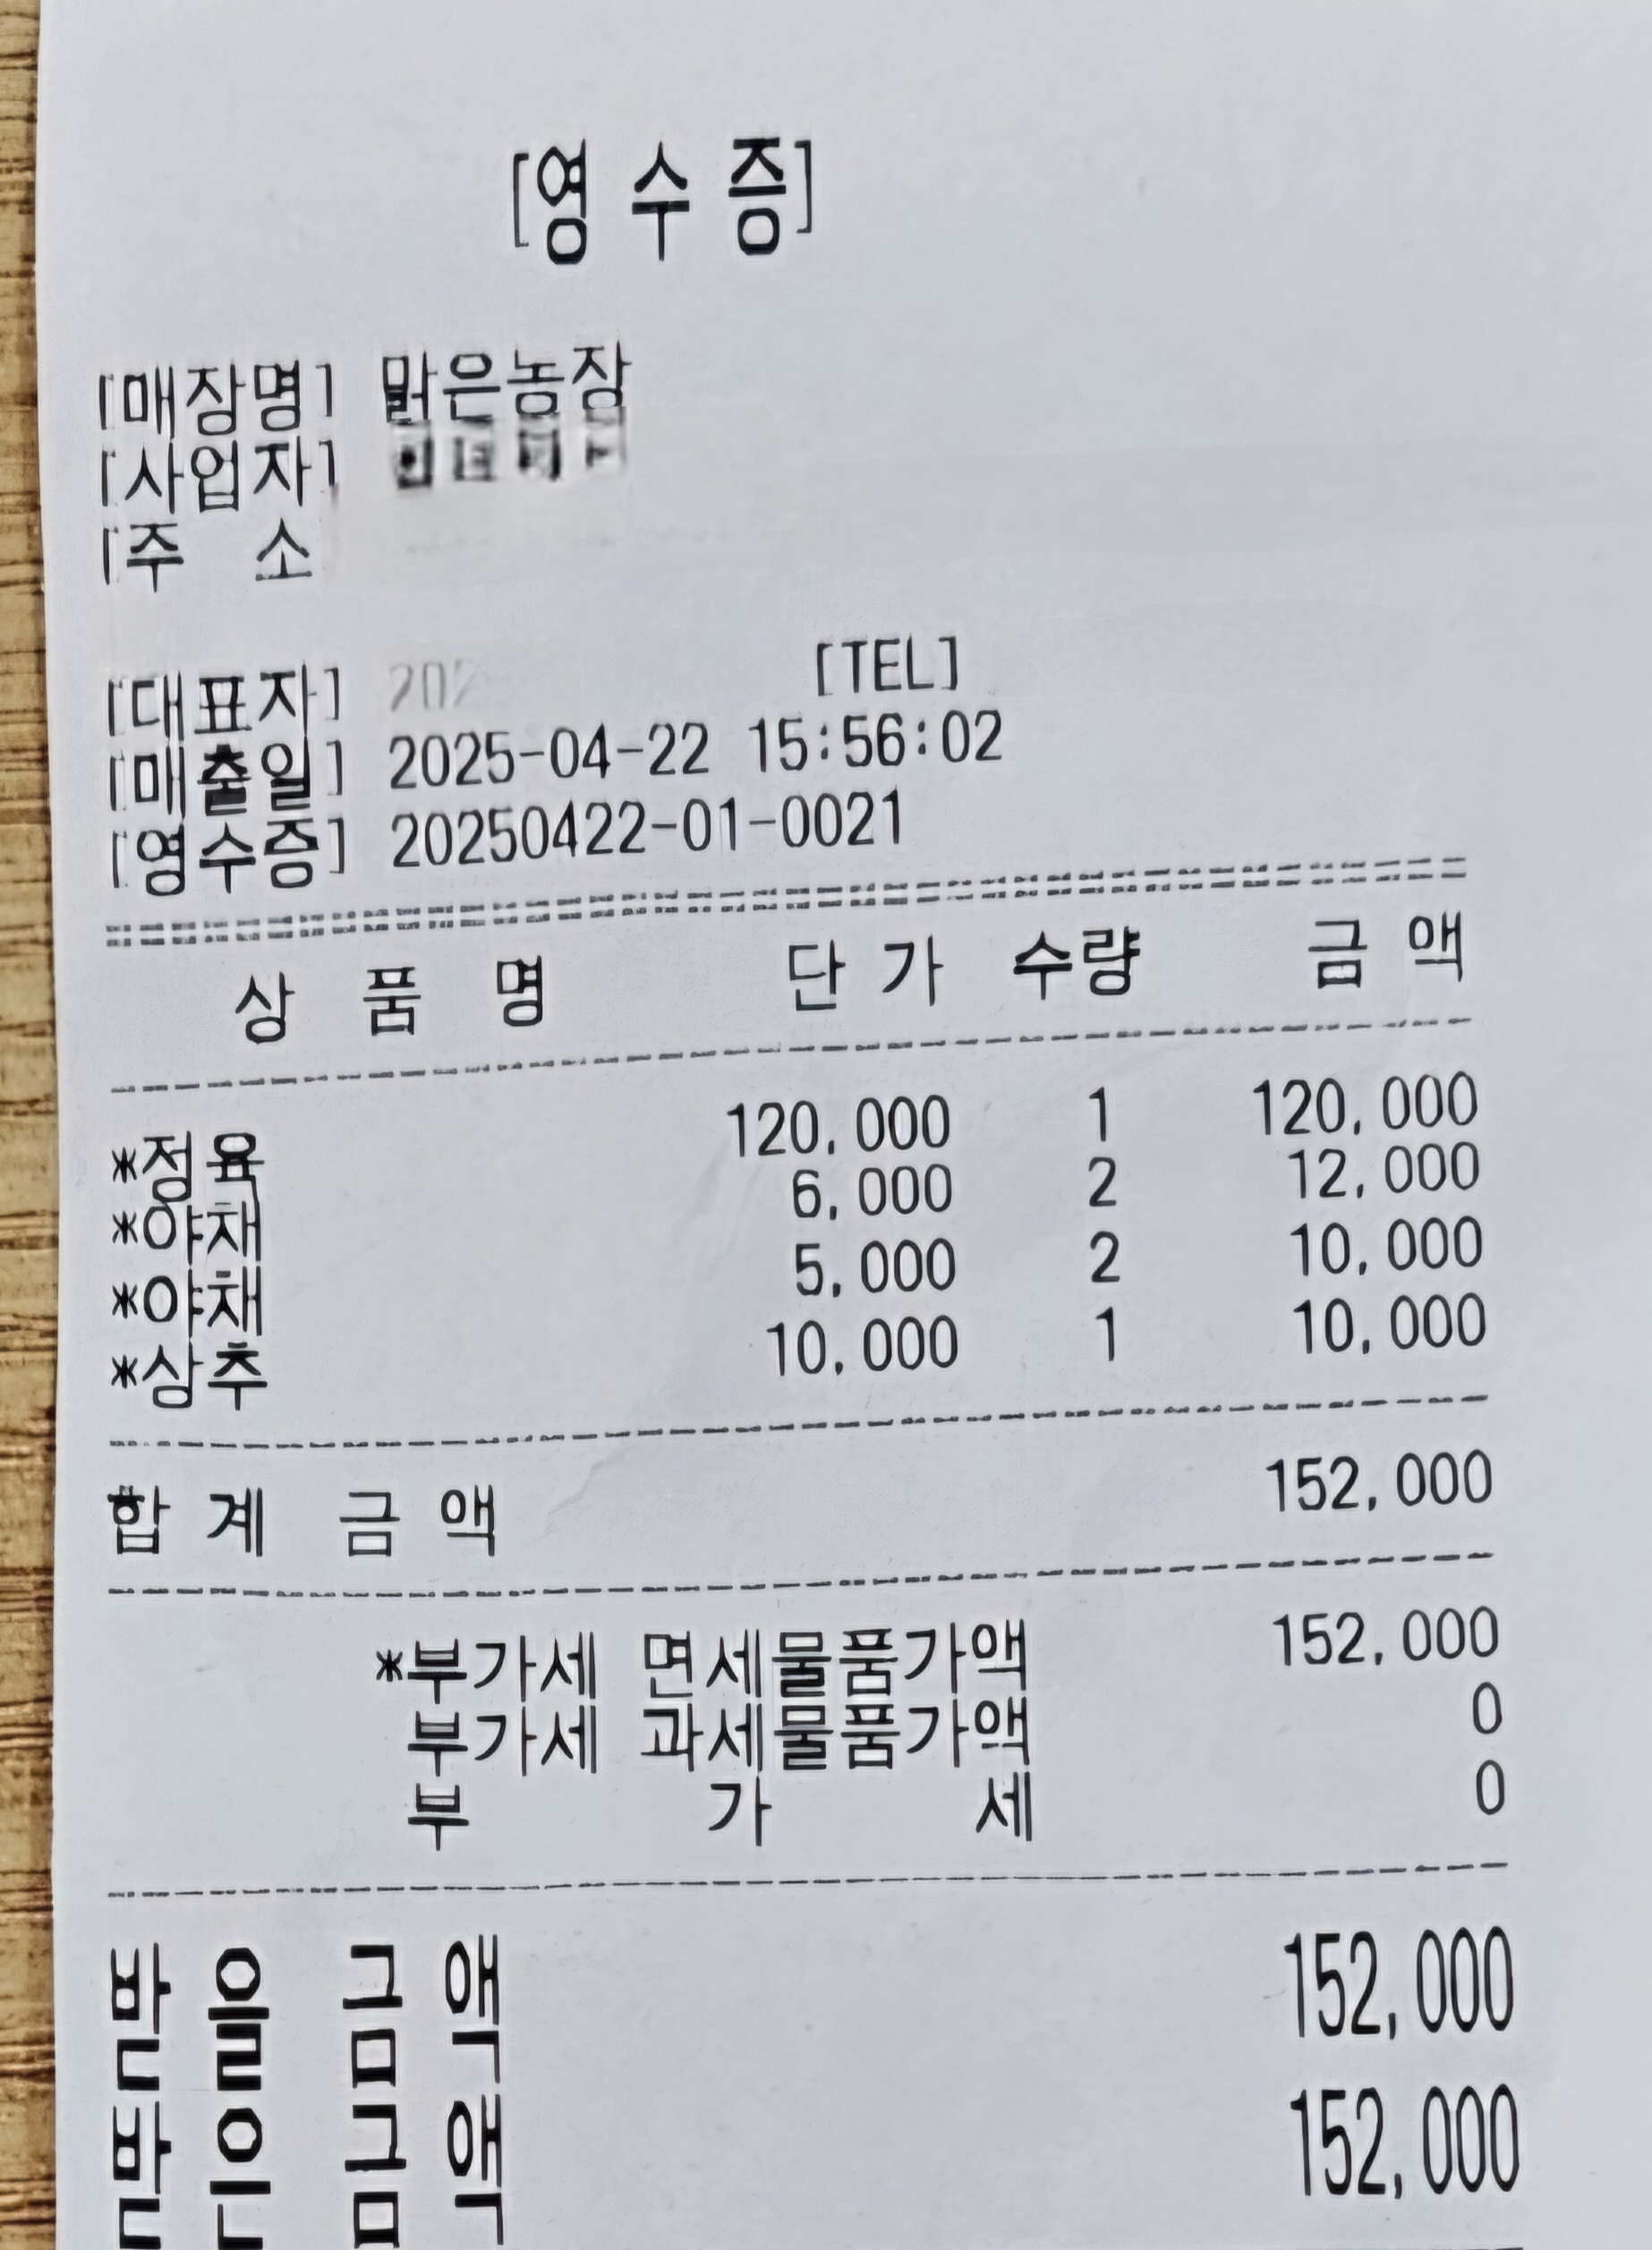 [영 수 증]
[매장명] 맑은농장
[사업자]
[주 소
[대표자] [TEL]
[매출일] 2025-04-22 15:56:02
[영수증] 20250422-01-0021
상 품 명 단 가 수량 금 액
*정육 120,000 1 120,000
*야채 6,000 2 12,000
*야채 5,000 2 10,000
*상추 10,000 1 10,000
합 계 금 액 152,000
*부가세 면세물품가액 152,000
부가세 과세물품가액 0
부 가 세 0
받 을 금 액 152,000
받 은 금 액 152,000